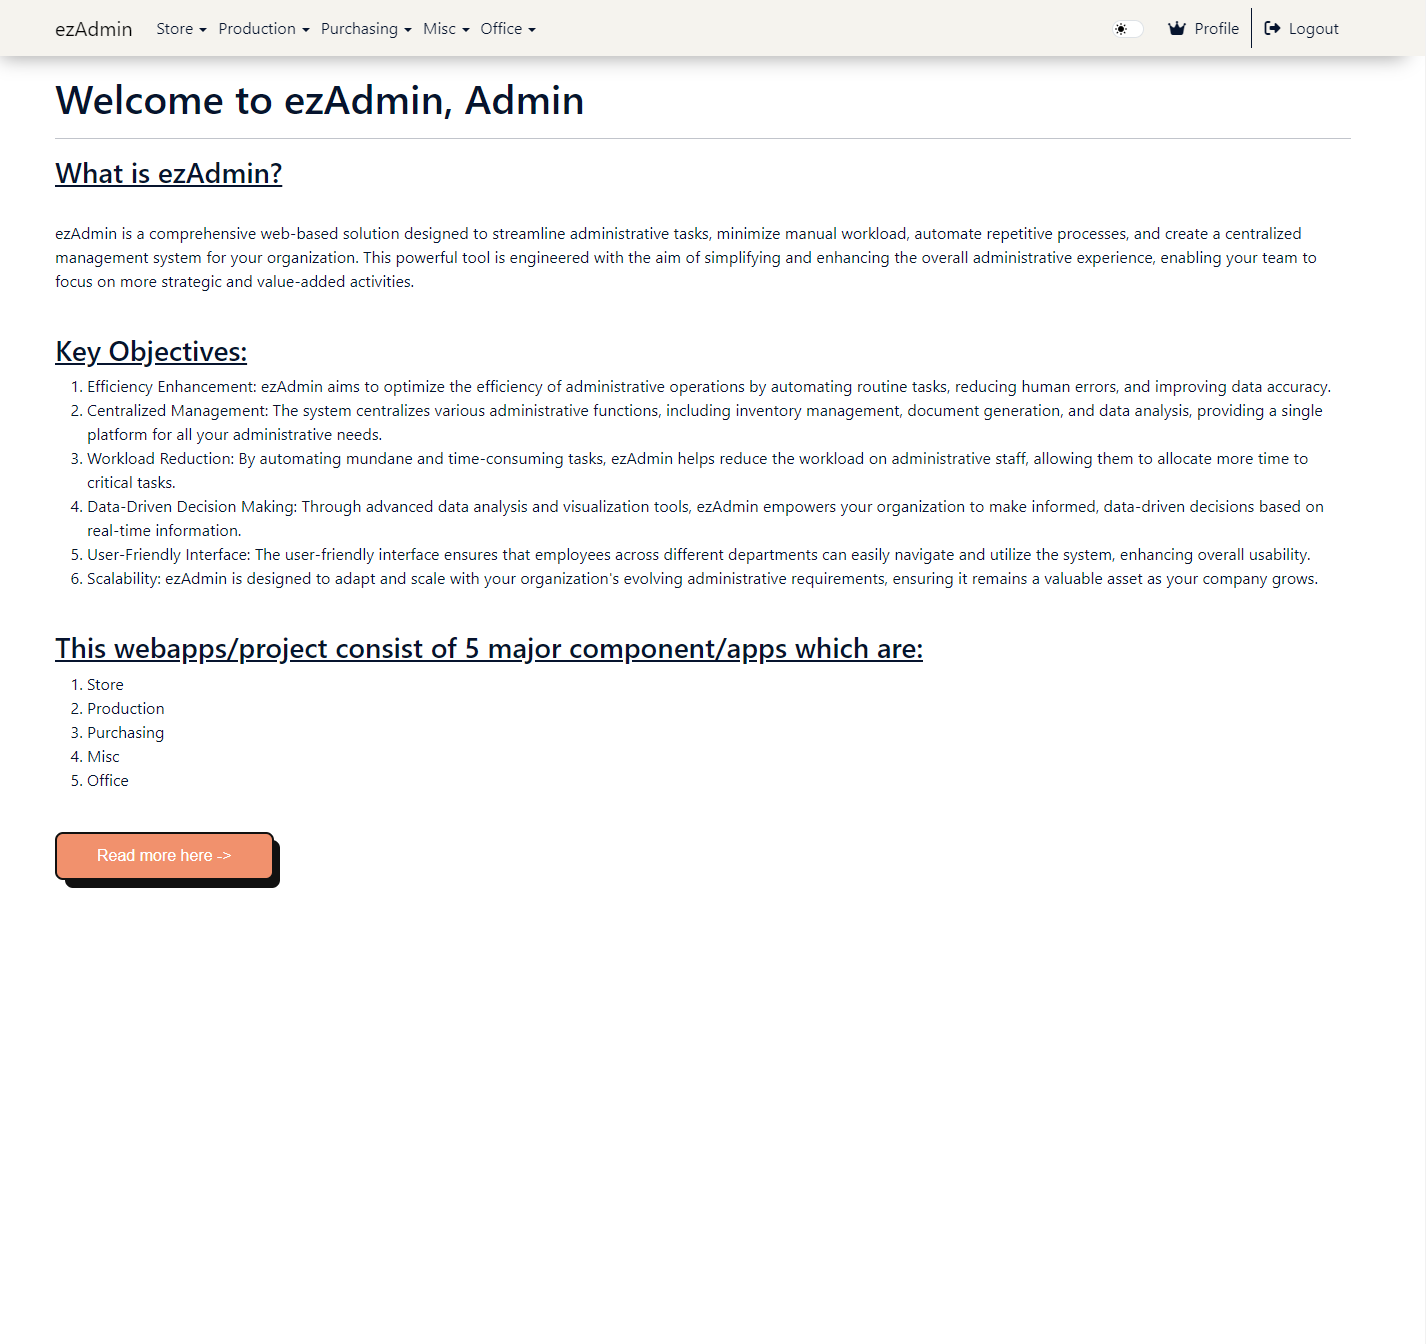 ezAdmin Store Production Purchasing Misc Office Profile Logout
Welcome to ezAdmin, Admin
What is ezAdmin?
ezAdmin is a comprehensive web-based solution designed to streamline administrative tasks, minimize manual workload, automate repetitive processes, and create a centralized
management system for your organization. This powerful tool is engineered with the aim of simplifying and enhancing the overall administrative experience, enabling your team to
focus on more strategic and value-added activities.
Key Objectives:
1. Efficiency Enhancement: ezAdmin aims to optimize the efficiency of administrative operations by automating routine tasks, reducing human errors, and improving data accuracy.
2. Centralized Management: The system centralizes various administrative functions, including inventory management, document generation, and data analysis, providing a single
platform for all your administrative needs.
3. Workload Reduction: By automating mundane and time-consuming tasks, ezAdmin helps reduce the workload on administrative staff, allowing them to allocate more time to
critical tasks.
4. Data-Driven Decision Making: Through advanced data analysis and visualization tools, ezAdmin empowers your organization to make informed, data-driven decisions based on
real-time information.
5. User-Friendly Interface: The user-friendly interface ensures that employees across different departments can easily navigate and utilize the system, enhancing overall usability.
6. Scalability: ezAdmin is designed to adapt and scale with your organization's evolving administrative requirements, ensuring it remains a valuable asset as your company grows.
This webapps/project consist of 5 major component/apps which are:
1. Store
2. Production
3. Purchasing
4. Misc
5. Office
Read more here ->